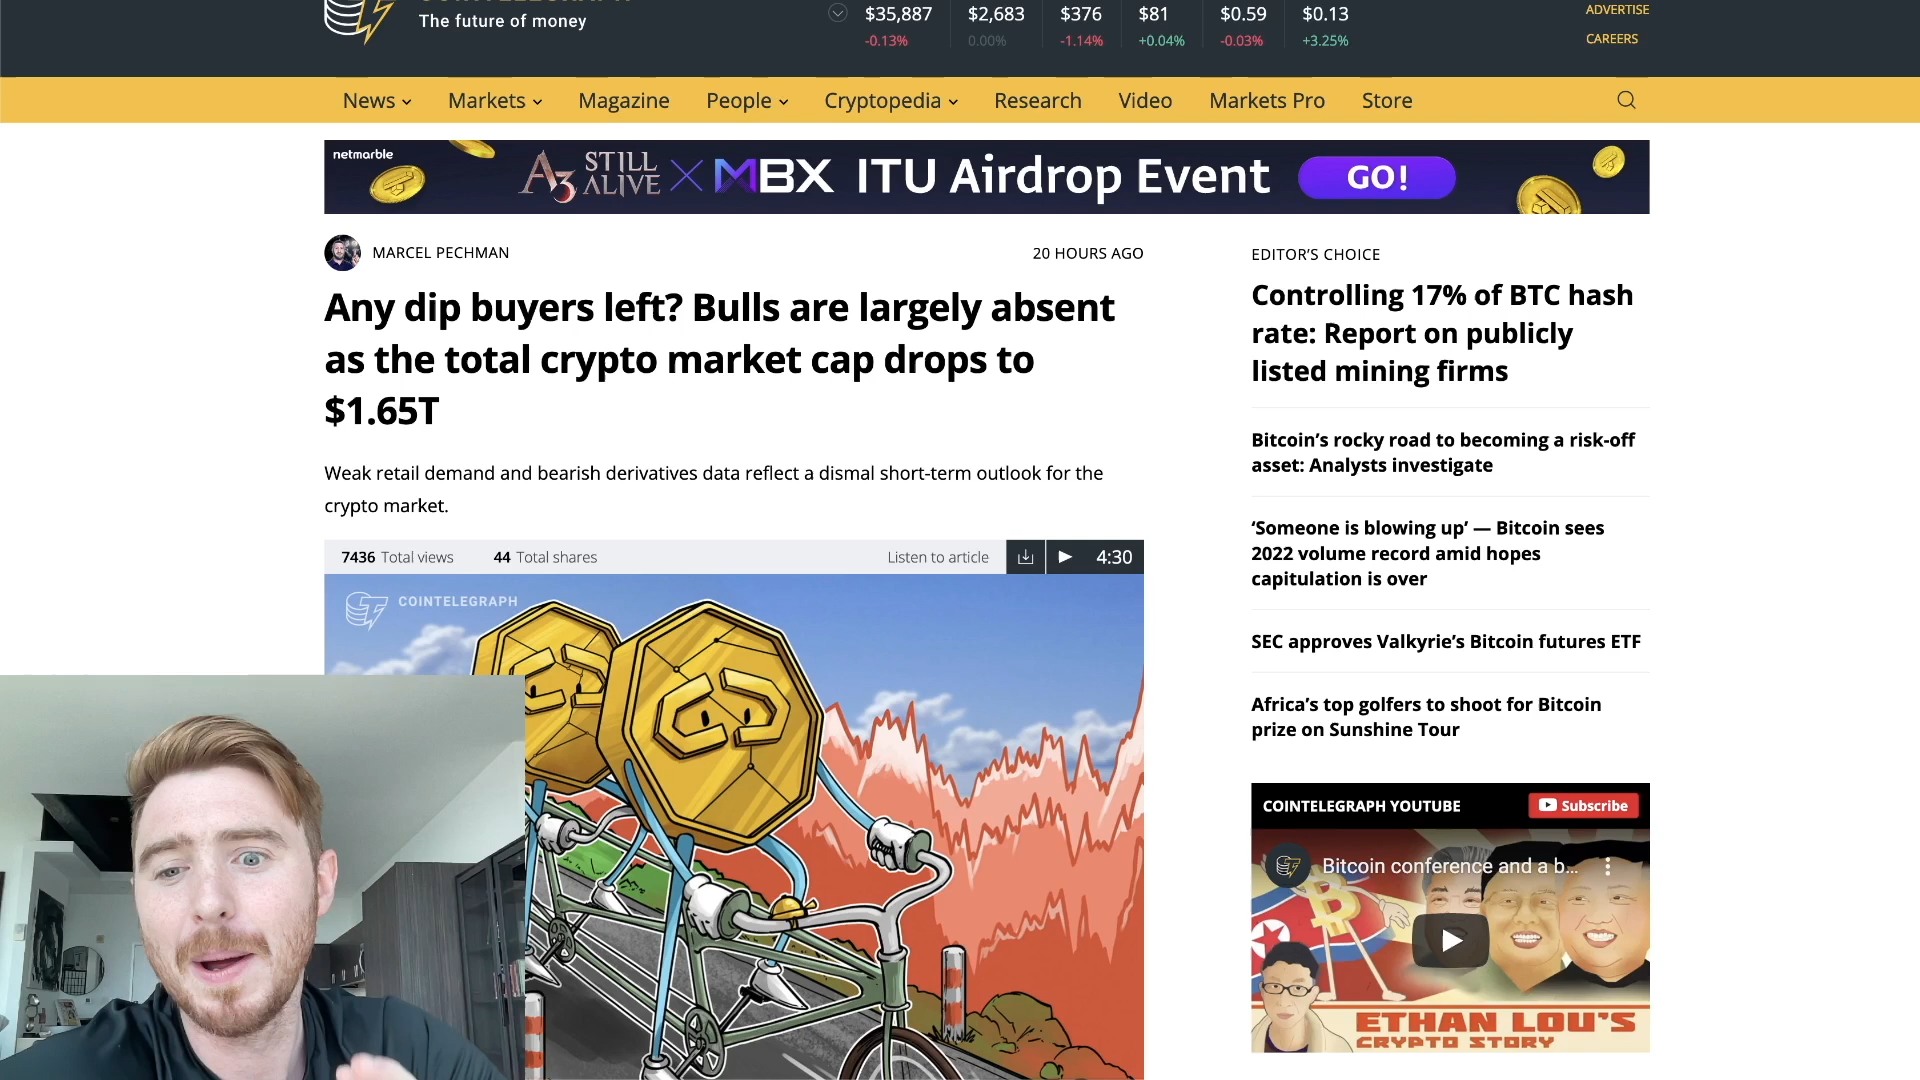 The future of money
$35,887 $2,683 $376 $81 $0.59 $0.13
-0.13% 0.00% -1.14% +0.04% -0.03% +3.25%
ADVERTISE
CAREERS
News Markets Magazine People Cryptopedia Research Video Markets Pro Store
netmarble
A3 STILL ALIVE X MBX ITU Airdrop Event GO!
MARCEL PECHMAN
20 HOURS AGO
Any dip buyers left? Bulls are largely absent
as the total crypto market cap drops to
$1.65T
Weak retail demand and bearish derivatives data reflect a dismal short-term outlook for the
crypto market.
7436 Total views 44 Total shares Listen to article 4:30
COINTELEGRAPH
EDITOR’S CHOICE
Controlling 17% of BTC hash
rate: Report on publicly
listed mining firms
Bitcoin’s rocky road to becoming a risk-off
asset: Analysts investigate
‘Someone is blowing up’ — Bitcoin sees
2022 volume record amid hopes
capitulation is over
SEC approves Valkyrie’s Bitcoin futures ETF
Africa’s top golfers to shoot for Bitcoin
prize on Sunshine Tour
COINTELEGRAPH YOUTUBE Subscribe
Bitcoin conference and a b...
ETHAN LOU'S
CRYPTO STORY